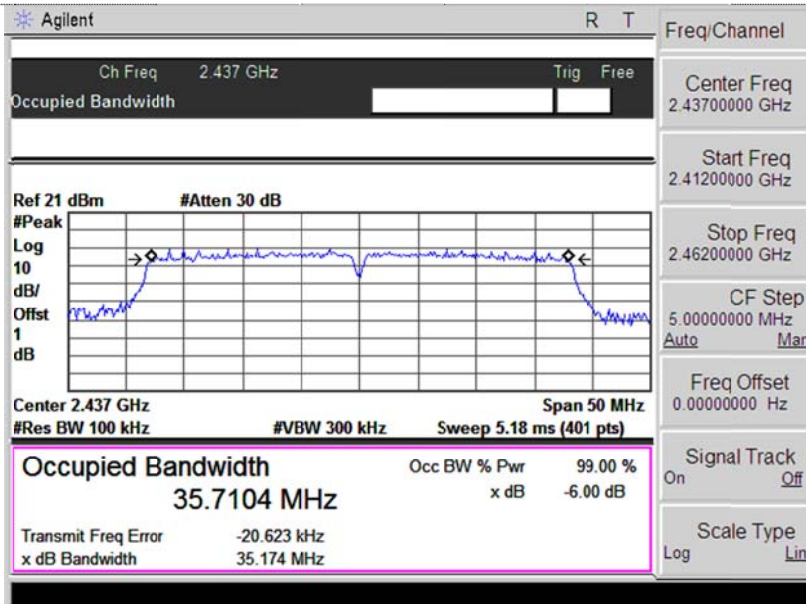 Agilent R T
Ch Freq 2.437 GHz Trig Free
Occupied Bandwidth
Ref 21 dBm #Atten 30 dB
#Peak
Log
10
dB/
Offst
1
dB
Center 2.437 GHz Span 50 MHz
#Res BW 100 kHz #VBW 300 kHz Sweep 5.18 ms (401 pts)
Occupied Bandwidth Occ BW % Pwr 99.00 %
35.7104 MHz x dB -6.00 dB
Transmit Freq Error -20.623 kHz
x dB Bandwidth 35.174 MHz
Freq/Channel
Center Freq
2.43700000 GHz
Start Freq
2.41200000 GHz
Stop Freq
2.46200000 GHz
CF Step
5.00000000 MHz
Auto Man
Freq Offset
0.00000000 Hz
Signal Track
On Off
Scale Type
Log Lin